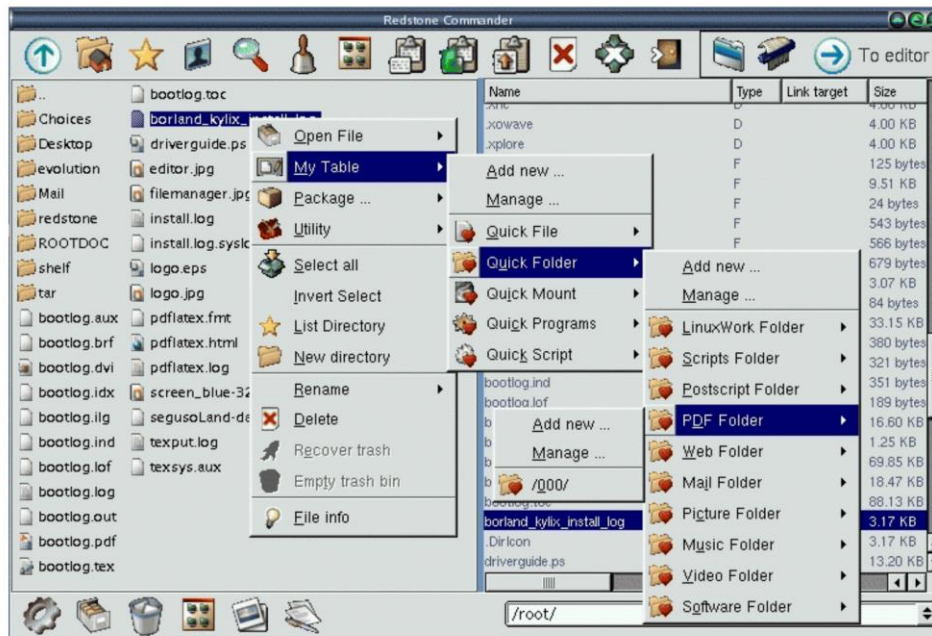 Redstone Commander
To editor
..
Choices
Desktop
evolution
Mail
redstone
ROOTDOC
shelf
tar
bootlog.aux
bootlog.brf
bootlog.dvi
bootlog.idx
bootlog.ilg
bootlog.ind
bootlog.lof
bootlog.log
bootlog.out
bootlog.pdf
bootlog.tex
bootlog.toc
borland_kylix_install_log
driverguide.ps
editor.jpg
filemanager.jpg
install.log
install.log.syslo
logo.eps
logo.jpg
pdflatex.fmt
pdflatex.html
pdflatex.log
screen_blue-32
segusoLand-da
texput.log
texsys.aux
Open File
My Table
Package ...
Utility
Select all
Invert Select
List Directory
New directory
Rename
Delete
Recover trash
Empty trash bin
File info
Add new ...
Manage ...
Quick File
Quick Folder
Quick Mount
Quick Programs
Quick Script
Add new ...
Manage ...
LinuxWork Folder
Scripts Folder
Postscript Folder
PDF Folder
Web Folder
Mail Folder
Picture Folder
Music Folder
Video Folder
Software Folder
Add new ...
Manage ...
/000/
Name Type Link target Size
D 4.00 KB
.xowave D 4.00 KB
.xplore D 4.00 KB
F 125 bytes
F 9.51 KB
F 24 bytes
F 543 bytes
F 566 bytes
679 bytes
3.07 KB
84 bytes
33.15 KB
380 bytes
321 bytes
bootlog.ind 351 bytes
bootlog.lof 189 bytes
16.60 KB
1.25 KB
69.85 KB
18.47 KB
bootlog.toc 88.13 KB
borland_kylix_install_log 3.17 KB
.DirIcon 3.17 KB
driverguide.ps 13.20 KB
/root/